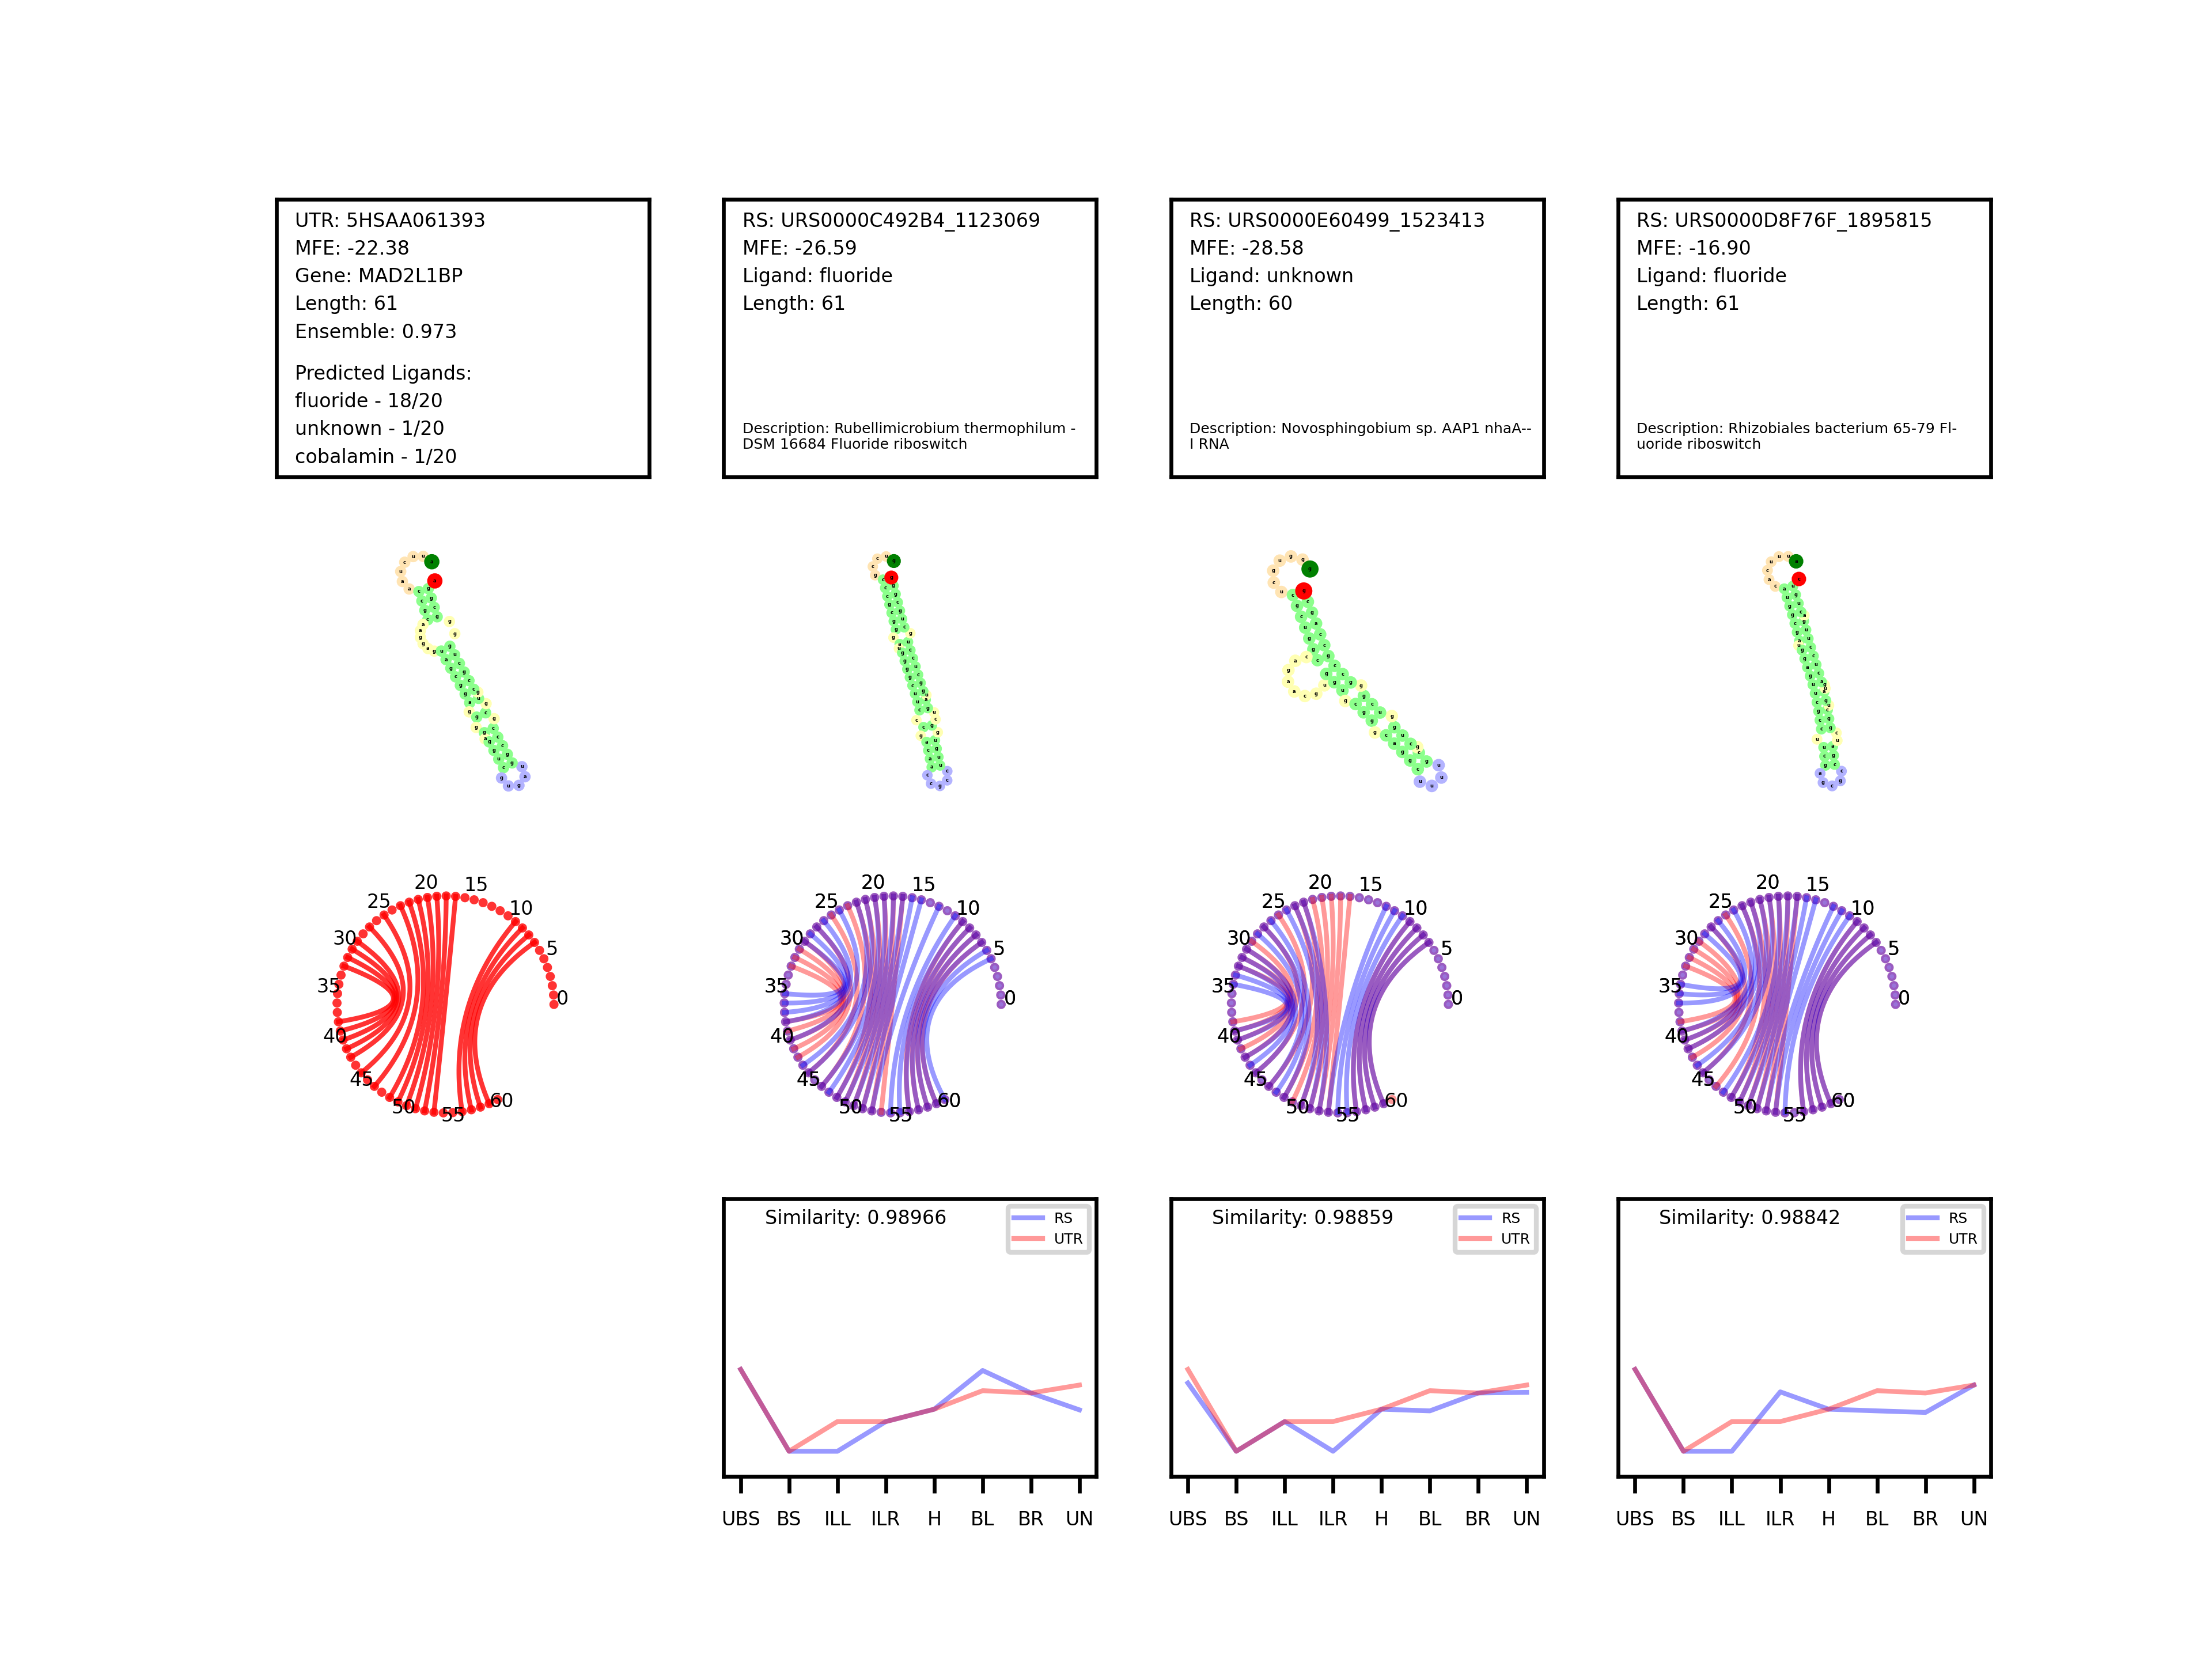 UTR: 5HSAA061393
MFE: -22.38
Gene: MAD2L1BP
Length: 61
Ensemble: 0.973
Predicted Ligands:
fluoride - 18/20
unknown - 1/20
cobalamin - 1/20
RS: URS0000C492B4_1123069
MFE: -26.59
Ligand: fluoride
Length: 61
Description: Rubellimicrobium thermophilum -
DSM 16684 Fluoride riboswitch
RS: URS0000E60499_1523413
MFE: -28.58
Ligand: unknown
Length: 60
Description: Novosphingobium sp. AAP1 nhaA--
I RNA
RS: URS0000D8F76F_1895815
MFE: -16.90
Ligand: fluoride
Length: 61
Description: Rhizobiales bacterium 65-79 Fl-
uoride riboswitch
0
5
10
15
20
25
30
35
40
45
50
55
60
0
5
10
15
20
25
30
35
40
45
50
55
60
0
5
10
15
20
25
30
35
40
45
50
55
60
0
5
10
15
20
25
30
35
40
45
50
55
60
Similarity: 0.98966
RS
UTR
UBS BS ILL ILR H BL BR UN
Similarity: 0.98859
RS
UTR
UBS BS ILL ILR H BL BR UN
Similarity: 0.98842
RS
UTR
UBS BS ILL ILR H BL BR UN